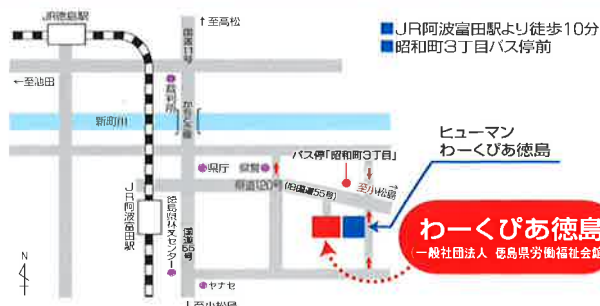 JR徳島駅
↑至高松
国道11号
■JR阿波富田駅より徒歩10分
■昭和町3丁目バス停前
←至池田
裁判所
かちどき橋
新町川
ヒューマン
わーくぴあ徳島
バス停「昭和町3丁目」
県庁
県警
県道120号
(旧国道55号)
至小松島→
JR阿波富田駅
徳島県林業センター
国道55号
わーくぴあ徳島
(一般社団法人 徳島県労働福祉会館
N
ヤナセ
↓至小松島